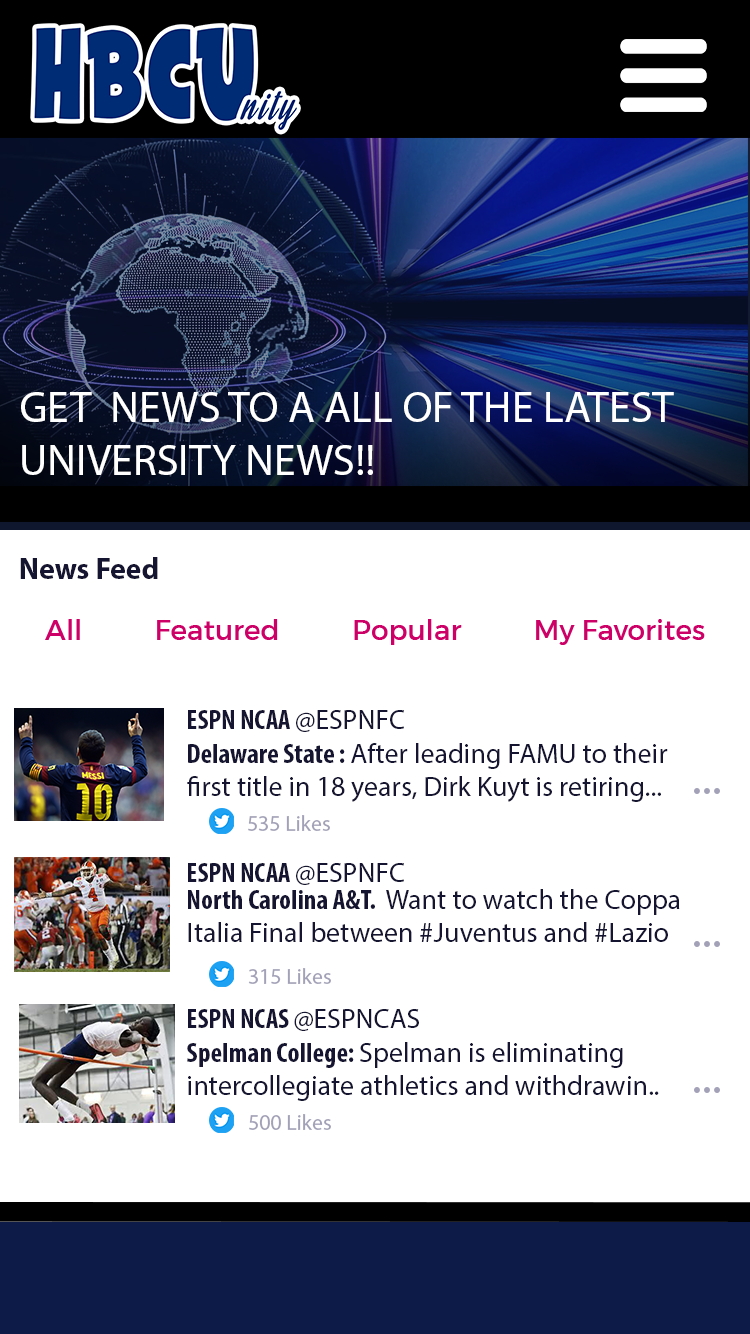 HBCU
nity
GET NEWS TO A ALL OF THE LATEST
UNIVERSITY NEWS!!
News Feed
All Featured Popular My Favorites
MESSI
10
ESPN NCAA @ESPNFC
Delaware State : After leading FAMU to their
first title in 18 years, Dirk Kuyt is retiring...
535 Likes
4
ESPN NCAA @ESPNFC
North Carolina A&T. Want to watch the Coppa
Italia Final between #Juventus and #Lazio
315 Likes
ESPN NCAS @ESPNCAS
Spelman College: Spelman is eliminating
intercollegiate athletics and withdrawin..
500 Likes